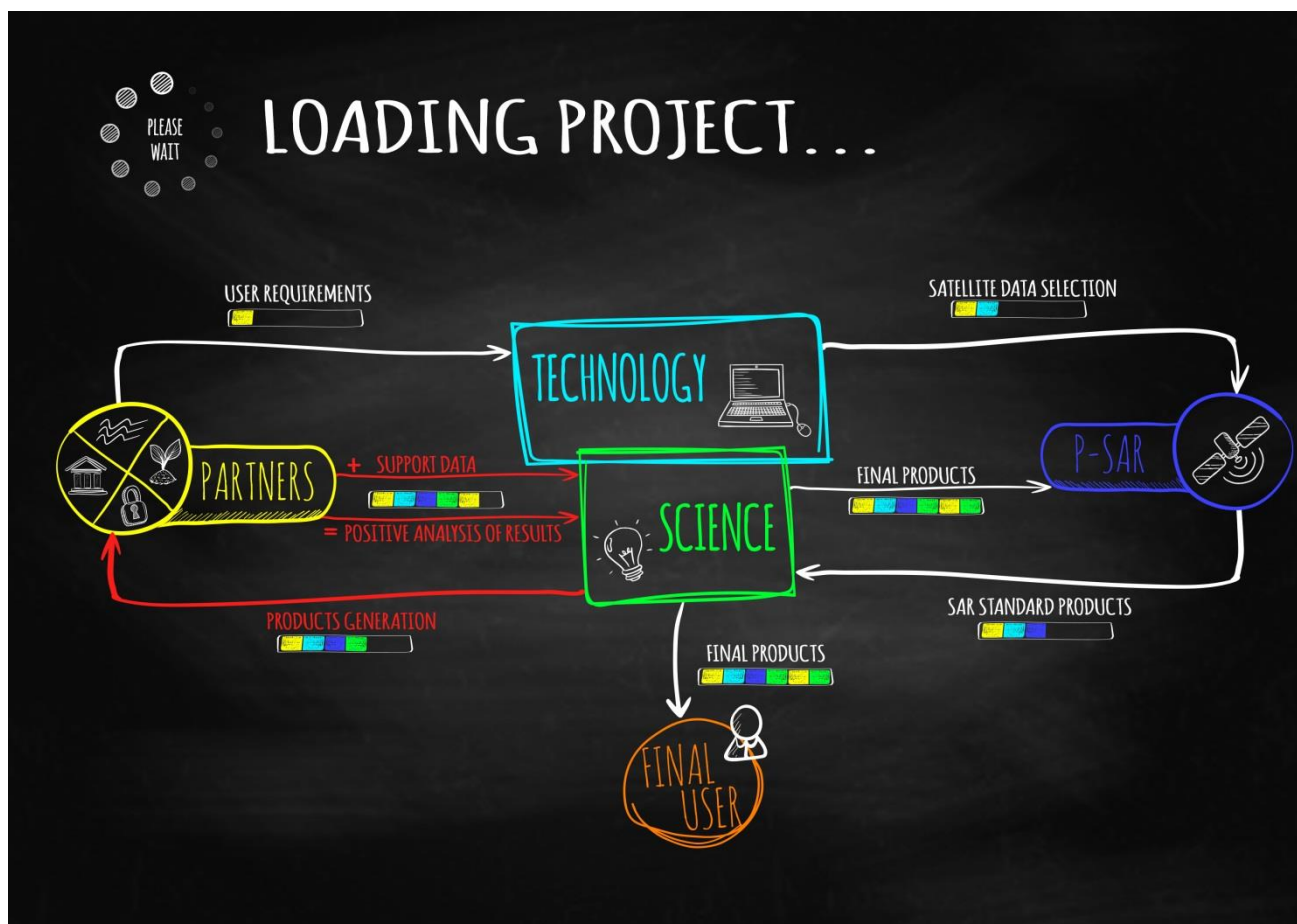 PLEASE
WAIT
LOADING PROJECT...
USER REQUIREMENTS
SATELLITE DATA SELECTION
TECHNOLOGY
PARTNERS
+ SUPPORT DATA
= POSITIVE ANALYSIS OF RESULTS
SCIENCE
FINAL PRODUCTS
P-SAR
PRODUCTS GENERATION
SAR STANDARD PRODUCTS
FINAL PRODUCTS
FINAL
USER